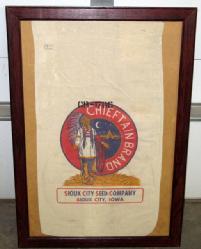 CHIEFTAIN BRAND
SIOUX CITY SEED COMPANY
SIOUX CITY, IOWA